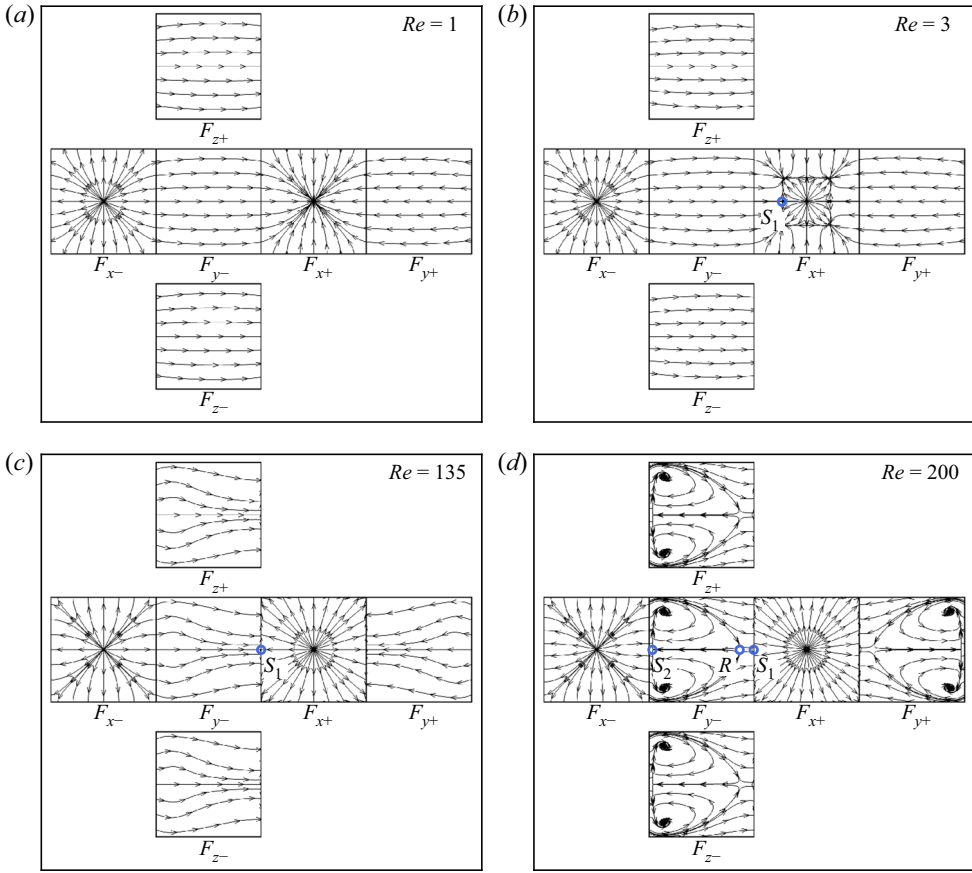 (a)
Re = 1
F_{z+}
F_{x−} F_{y−} F_{x+} F_{y+}
F_{z−}
(b)
Re = 3
F_{z+}
S_1
F_{x−} F_{y−} F_{x+} F_{y+}
F_{z−}
(c)
Re = 135
F_{z+}
S_1
F_{x−} F_{y−} F_{x+} F_{y+}
F_{z−}
(d)
Re = 200
F_{z+}
S_2 R S_1
F_{x−} F_{y−} F_{x+} F_{y+}
F_{z−}